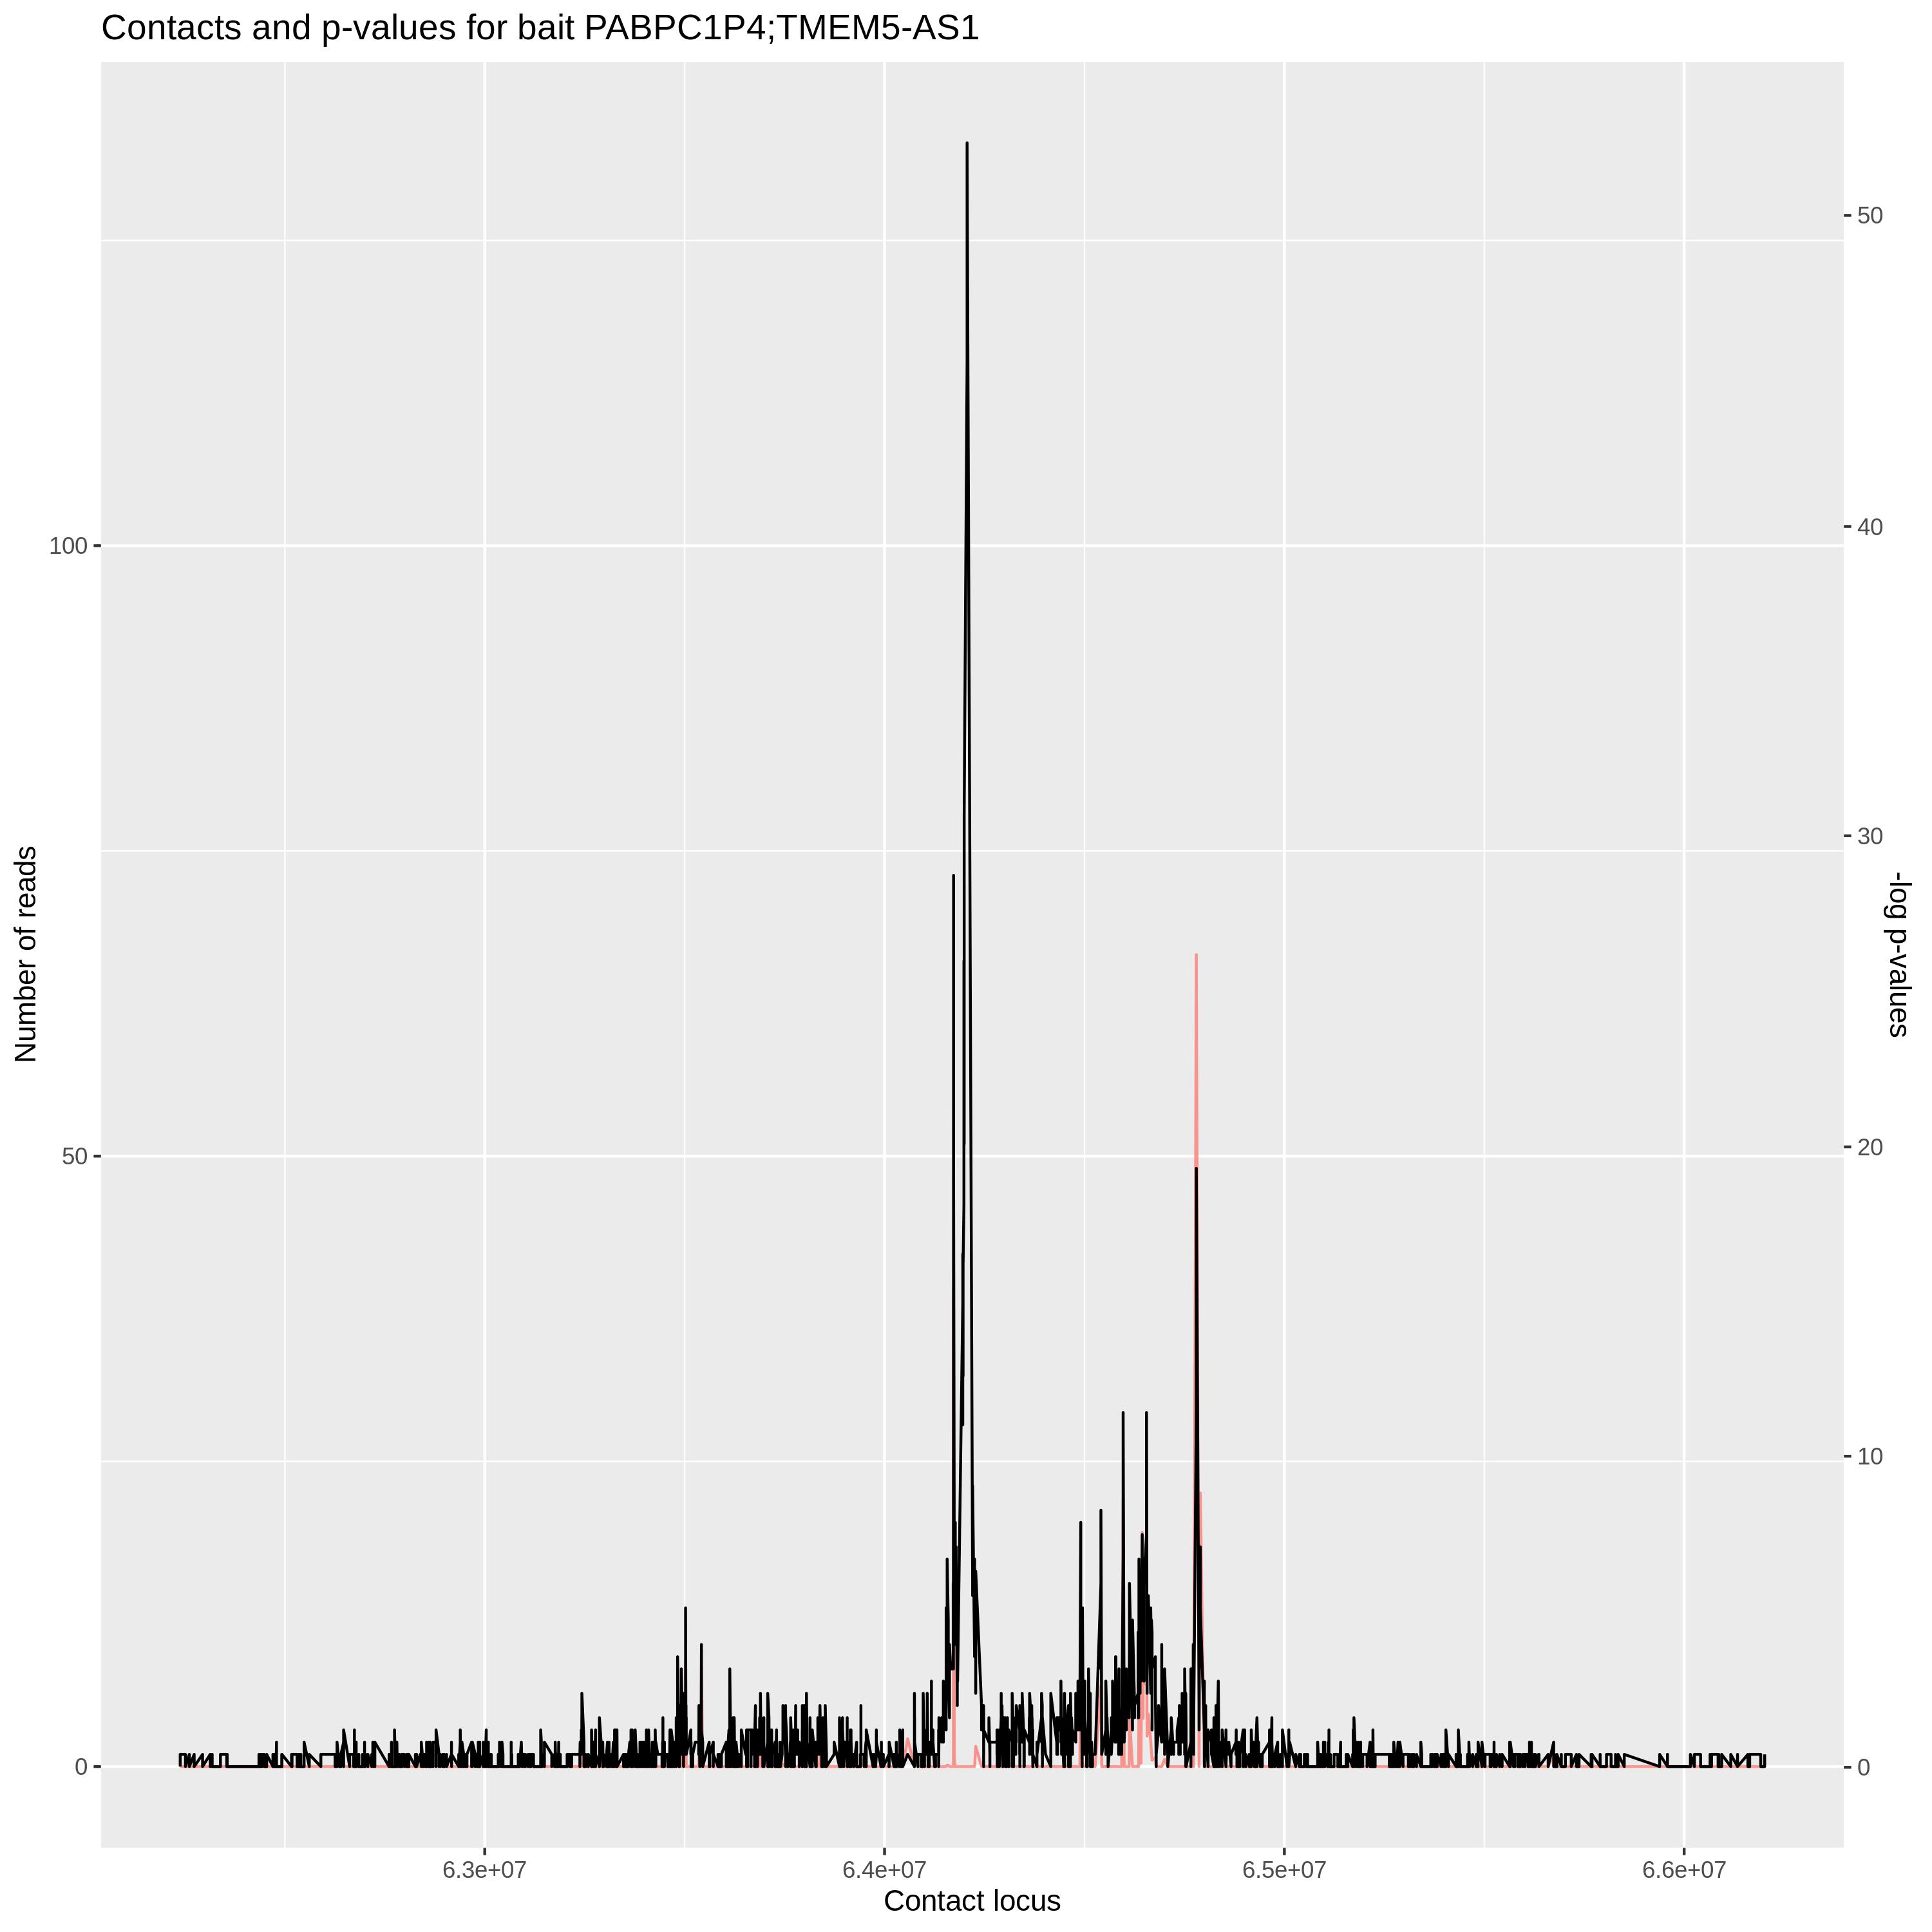 Contacts and p-values for bait PABPC1P4;TMEM5-AS1
50
40
100
30
Number of reads
-log p-values
50
20
10
0
0
6.3e+07
6.4e+07
6.5e+07
6.6e+07
Contact locus